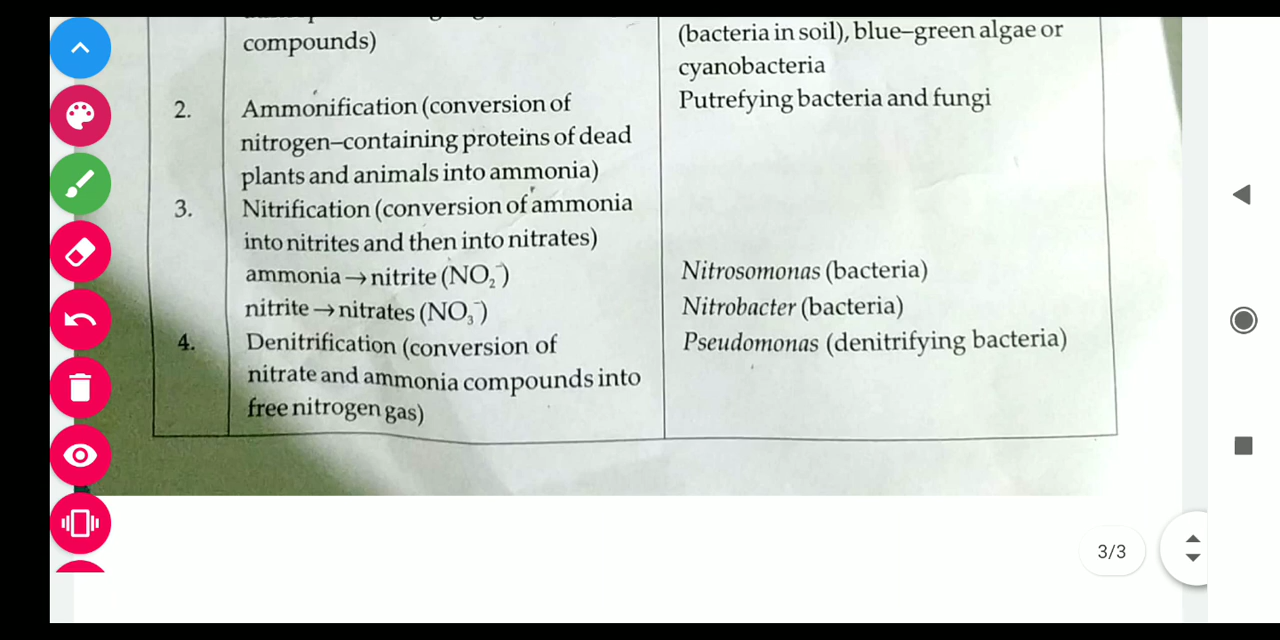 compounds)
(bacteria in soil), blue–green algae or
cyanobacteria
2. Ammonification (conversion of
nitrogen–containing proteins of dead
plants and animals into ammonia)
Putrefying bacteria and fungi
3. Nitrification (conversion of ammonia
into nitrites and then into nitrates)
ammonia → nitrite (NO₂⁻)
Nitrosomonas (bacteria)
nitrite → nitrates (NO₃⁻)
Nitrobacter (bacteria)
4. Denitrification (conversion of
nitrate and ammonia compounds into
free nitrogen gas)
Pseudomonas (denitrifying bacteria)
3/3